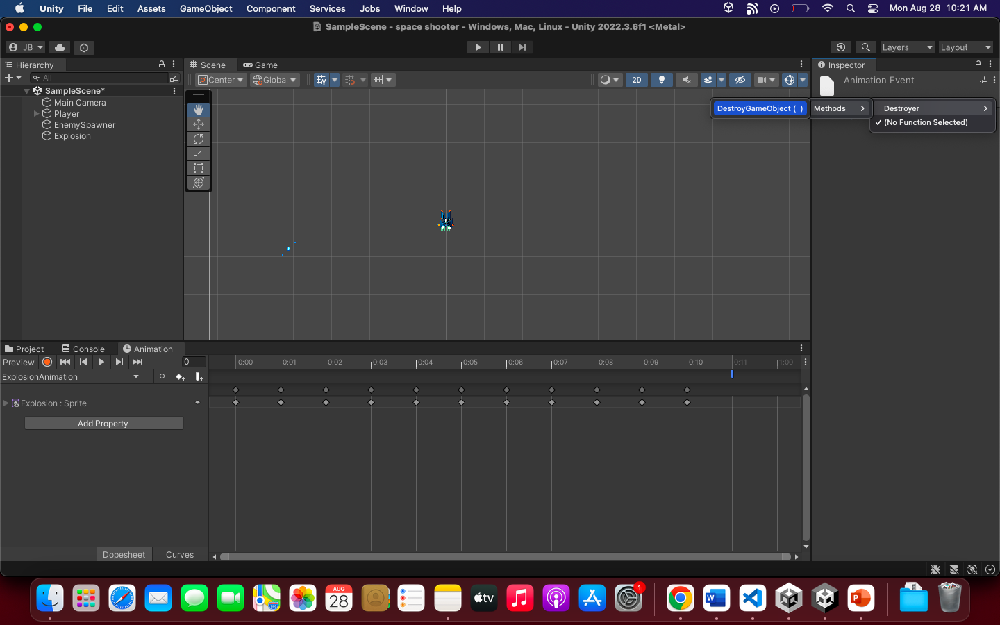 Unity File Edit Assets GameObject Component Services Jobs Window Help Mon Aug 28 10:21 AM
SampleScene - space shooter - Windows, Mac, Linux - Unity 2022.3.6f1 <Metal>
JB Layers Layout
Hierarchy
All
SampleScene*
Main Camera
Player
EnemySpawner
Explosion
Scene Game
Center Global 2D
Inspector
Animation Event
DestroyGameObject ( ) Methods Destroyer
✓ (No Function Selected)
Project Console Animation
Preview 0 0:00 0:01 0:02 0:03 0:04 0:05 0:06 0:07 0:08 0:09 0:10 0:11 1:00
ExplosionAnimation
Explosion : Sprite
Add Property
Dopesheet Curves
AUG
28
tv
1
W
P